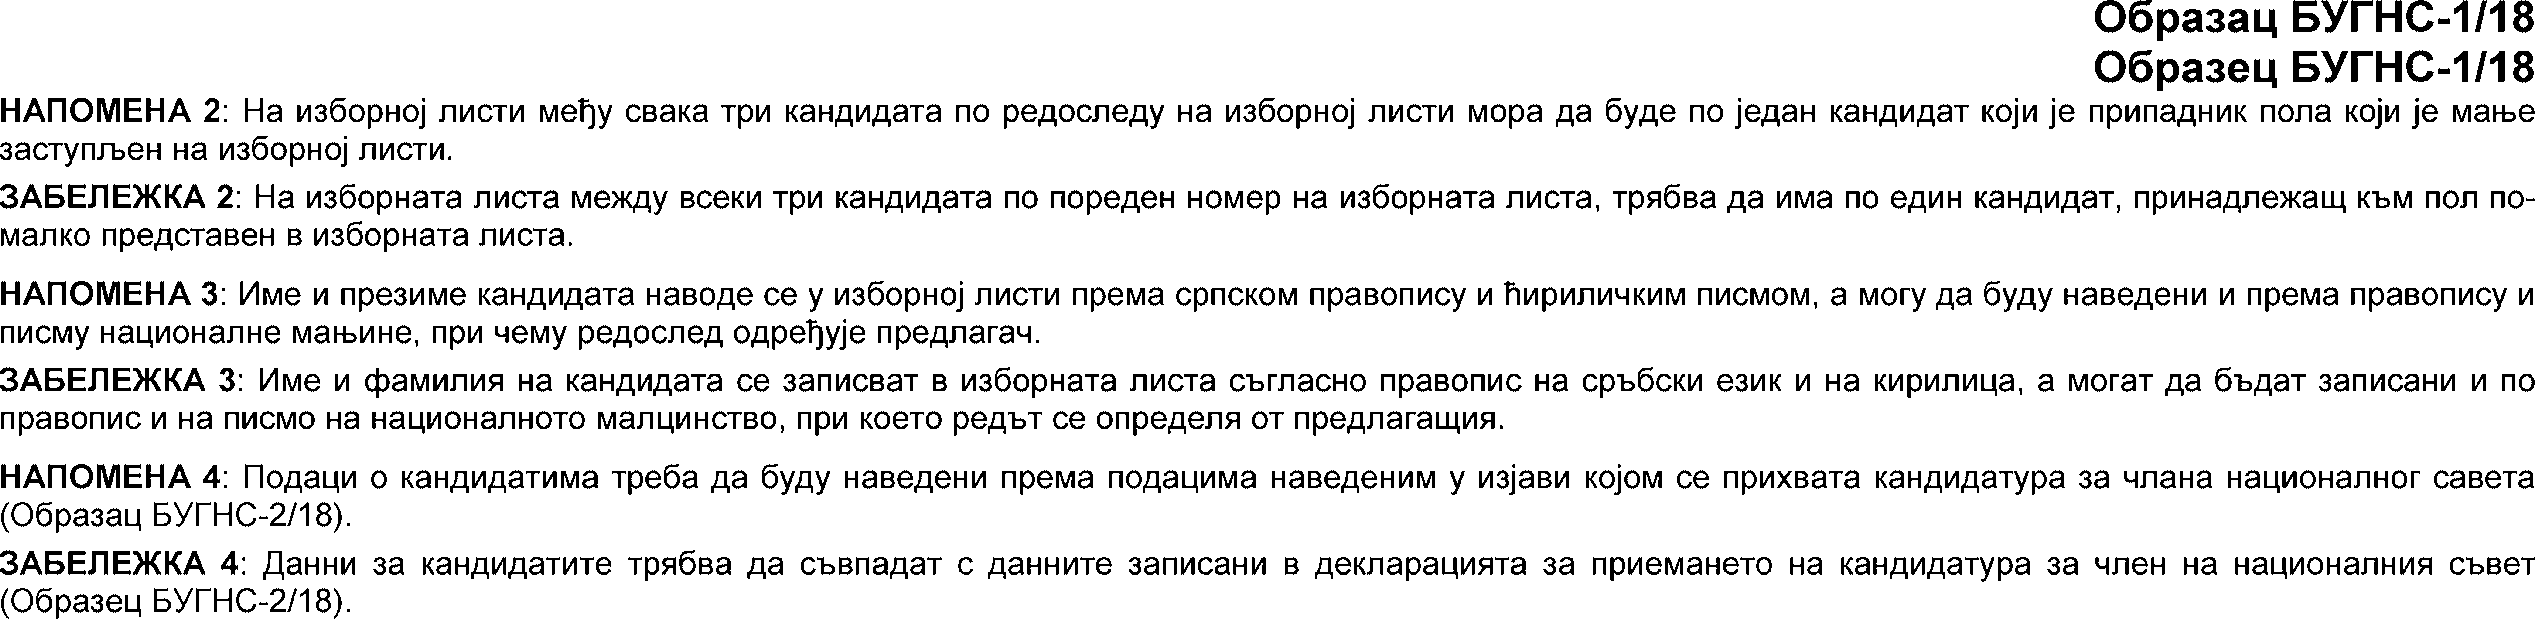 Образац БУГНС-1/18
Образец БУГНС-1/18
НАПОМЕНА 2: На изборној листи међу свака три кандидата по редоследу на изборној листи мора да буде по један кандидат који је припадник пола који је мање
заступљен на изборној листи.
ЗАБЕЛЕЖКА 2: На изборната листа между всеки три кандидата по пореден номер на изборната листа, трябва да има по един кандидат, принадлежащ към пол по-
малко представен в изборната листа.
НАПОМЕНА 3: Име и презиме кандидата наводе се у изборној листи према српском правопису и ћириличким писмом, а могу да буду наведени и према правопису и
писму националне мањине, при чему редослед одређује предлагач.
ЗАБЕЛЕЖКА 3: Име и фамилия на кандидата се записват в изборната листа съгласно правопис на сръбски език и на кирилица, а могат да бъдат записани и по
правопис и на писмо на националното малцинство, при което редът се определя от предлагащия.
НАПОМЕНА 4: Подаци о кандидатима треба да буду наведени према подацима наведеним у изјави којом се прихвата кандидатура за члана националног савета
(Образац БУГНС-2/18).
ЗАБЕЛЕЖКА 4: Данни за кандидатите трябва да съвпадат с данните записани в декларацията за приемането на кандидатура за член на националния съвет
(Образец БУГНС-2/18).